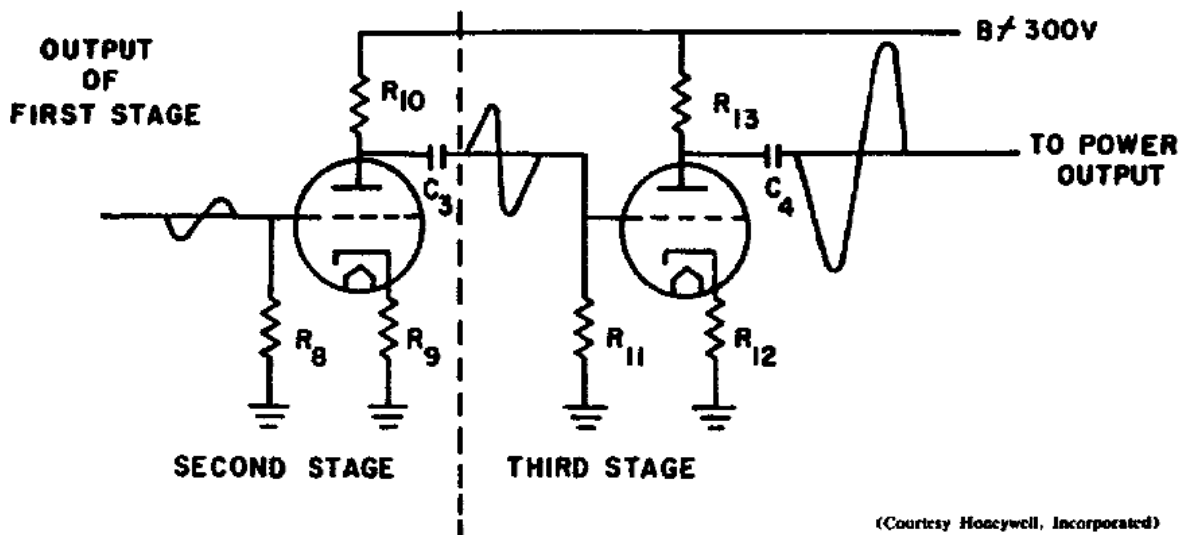 OUTPUT
OF
FIRST STAGE
B+ 300V
R10
R13
C3
C4
TO POWER
OUTPUT
R8
R9
R11
R12
SECOND STAGE
THIRD STAGE
(Courtesy Honeywell, Incorporated)